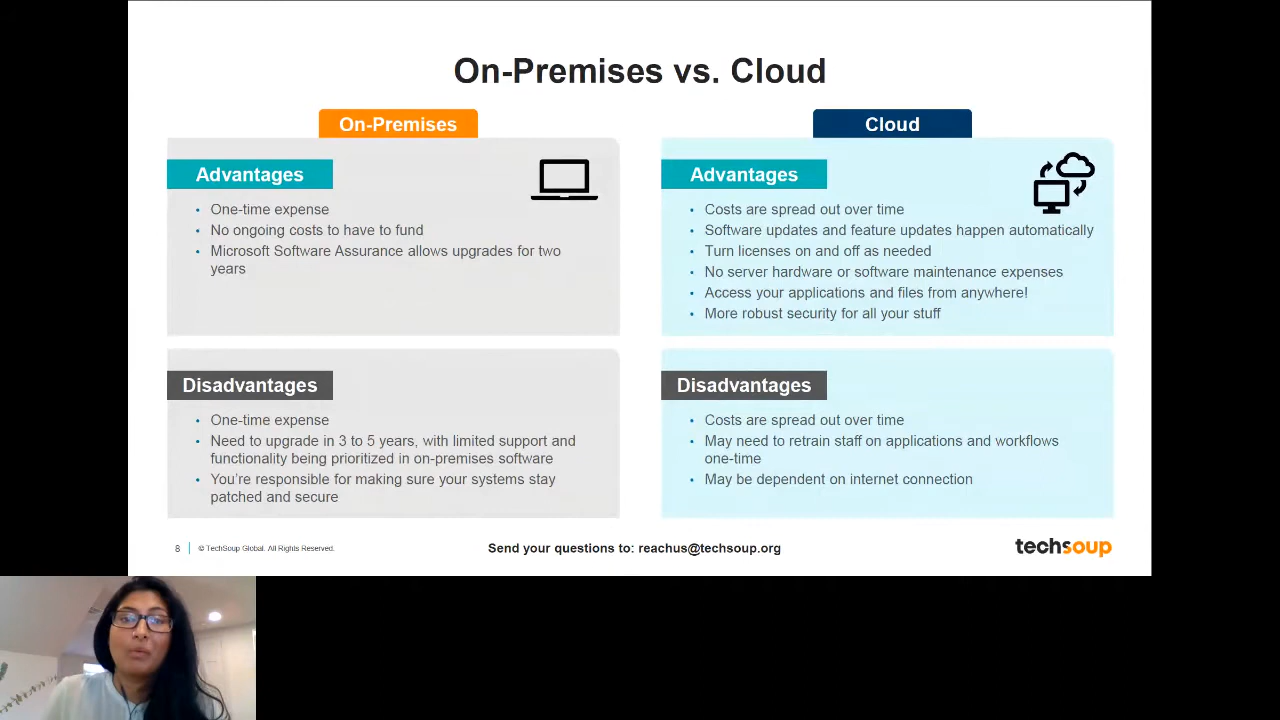 On-Premises vs. Cloud
On-Premises
Advantages
• One-time expense
• No ongoing costs to have to fund
• Microsoft Software Assurance allows upgrades for two
years
Disadvantages
• One-time expense
• Need to upgrade in 3 to 5 years, with limited support and
functionality being prioritized in on-premises software
• You're responsible for making sure your systems stay
patched and secure
Cloud
Advantages
• Costs are spread out over time
• Software updates and feature updates happen automatically
• Turn licenses on and off as needed
• No server hardware or software maintenance expenses
• Access your applications and files from anywhere!
• More robust security for all your stuff
Disadvantages
• Costs are spread out over time
• May need to retrain staff on applications and workflows
one-time
• May be dependent on internet connection
8 | © TechSoup Global. All Rights Reserved.
Send your questions to: reachus@techsoup.org
techsoup